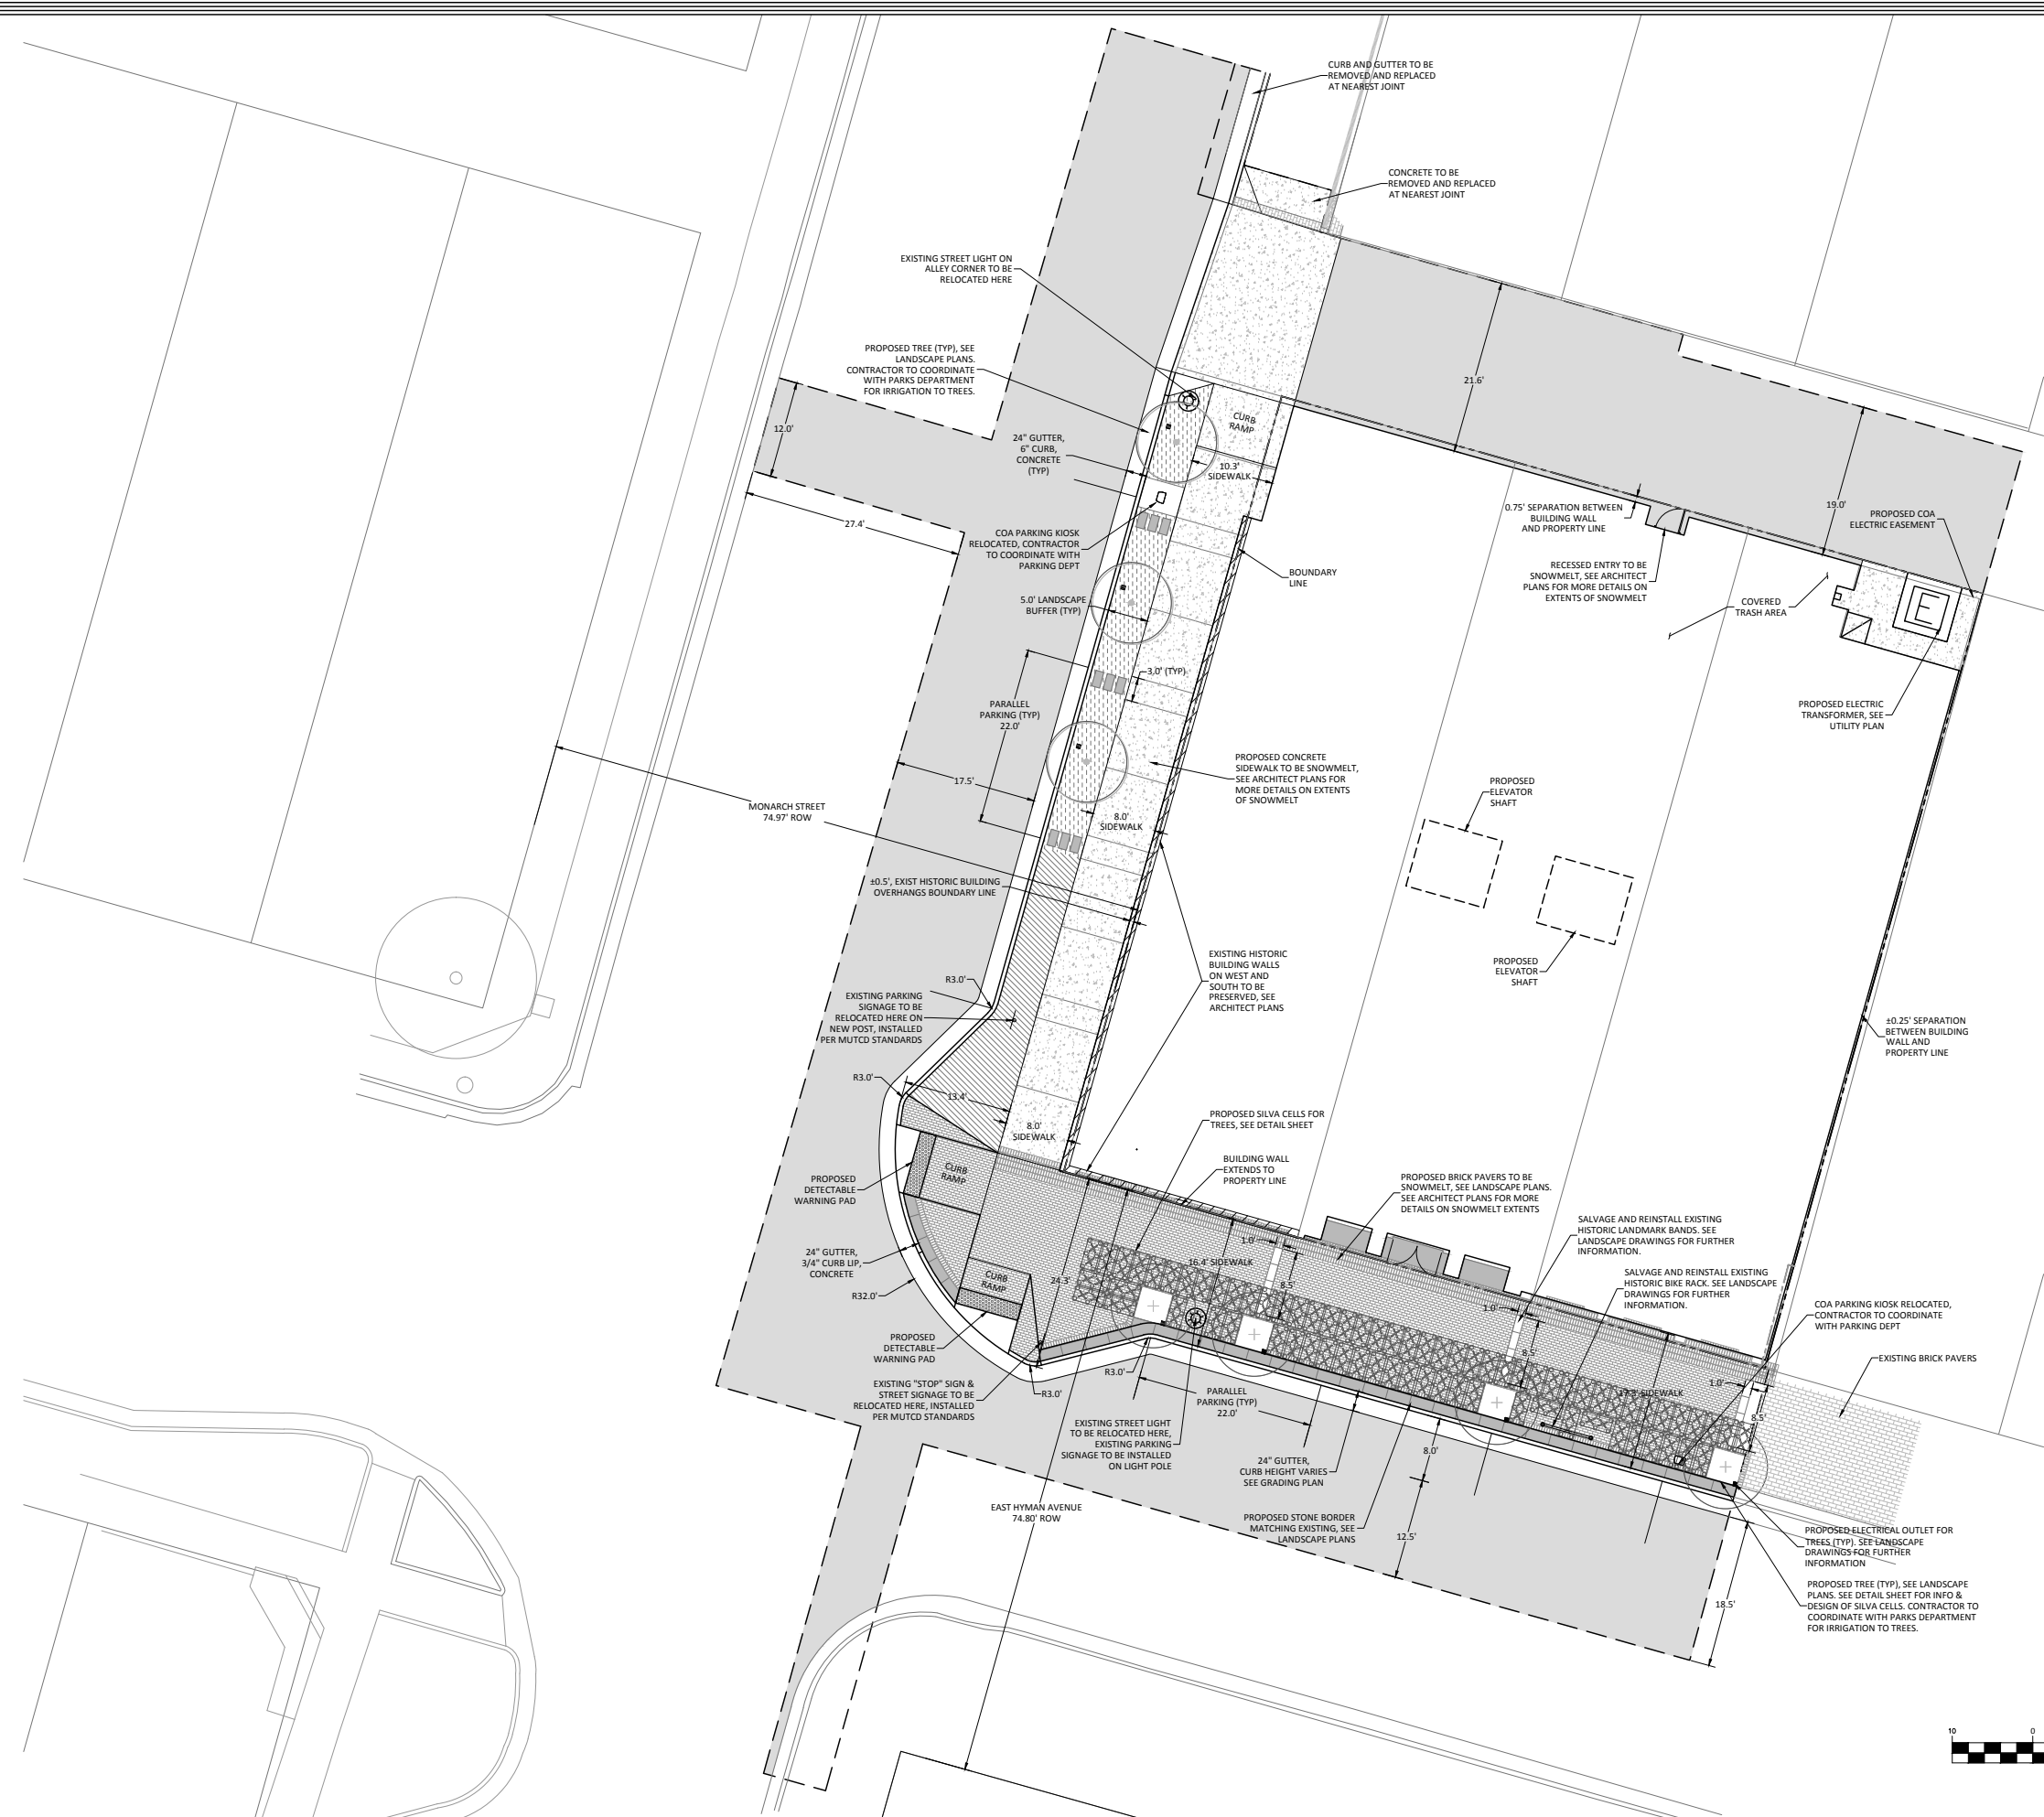 CURB AND GUTTER TO BE
REMOVED AND REPLACED
AT NEAREST JOINT
CONCRETE TO BE
REMOVED AND REPLACED
AT NEAREST JOINT
EXISTING STREET LIGHT ON
ALLEY CORNER TO BE
RELOCATED HERE
PROPOSED TREE (TYP), SEE
LANDSCAPE PLANS.
CONTRACTOR TO COORDINATE
WITH PARKS DEPARTMENT
FOR IRRIGATION TO TREES.
21.6'
12.0'
CURB
RAMP
24" GUTTER,
6" CURB,
CONCRETE
(TYP)
10.3'
SIDEWALK
27.4'
0.75' SEPARATION BETWEEN
BUILDING WALL
AND PROPERTY LINE
19.0'
PROPOSED COA
ELECTRIC EASEMENT
COA PARKING KIOSK
RELOCATED, CONTRACTOR
TO COORDINATE WITH
PARKING DEPT
BOUNDARY
LINE
RECESSED ENTRY TO BE
SNOWMELT, SEE ARCHITECT
PLANS FOR MORE DETAILS ON
EXTENTS OF SNOWMELT
5.0' LANDSCAPE
BUFFER (TYP)
COVERED
TRASH AREA
3.0' (TYP)
PARALLEL
PARKING (TYP)
22.0'
PROPOSED ELECTRIC
TRANSFORMER, SEE
UTILITY PLAN
17.5'
PROPOSED CONCRETE
SIDEWALK TO BE SNOWMELT,
SEE ARCHITECT PLANS FOR
MORE DETAILS ON EXTENTS
OF SNOWMELT
PROPOSED
ELEVATOR
SHAFT
MONARCH STREET
74.97' ROW
8.0'
SIDEWALK
±0.5', EXIST HISTORIC BUILDING
OVERHANGS BOUNDARY LINE
EXISTING HISTORIC
BUILDING WALLS
ON WEST AND
SOUTH TO BE
PRESERVED, SEE
ARCHITECT PLANS
PROPOSED
ELEVATOR
SHAFT
R3.0'
EXISTING PARKING
SIGNAGE TO BE
RELOCATED HERE ON
NEW POST, INSTALLED
PER MUTCD STANDARDS
±0.25' SEPARATION
BETWEEN BUILDING
WALL AND
PROPERTY LINE
R3.0'
13.4'
8.0'
SIDEWALK
PROPOSED SILVA CELLS FOR
TREES, SEE DETAIL SHEET
BUILDING WALL
EXTENDS TO
PROPERTY LINE
PROPOSED
DETECTABLE
WARNING PAD
CURB
RAMP
PROPOSED BRICK PAVERS TO BE
SNOWMELT, SEE LANDSCAPE PLANS.
SEE ARCHITECT PLANS FOR MORE
DETAILS ON SNOWMELT EXTENTS
SALVAGE AND REINSTALL EXISTING
HISTORIC LANDMARK BANDS. SEE
LANDSCAPE DRAWINGS FOR FURTHER
INFORMATION.
24" GUTTER,
3/4" CURB LIP,
CONCRETE
1.0'
16.4' SIDEWALK
24.3'
8.5'
CURB
RAMP
SALVAGE AND REINSTALL EXISTING
HISTORIC BIKE RACK. SEE LANDSCAPE
DRAWINGS FOR FURTHER
INFORMATION.
R32.0'
1.0'
COA PARKING KIOSK RELOCATED,
CONTRACTOR TO COORDINATE
WITH PARKING DEPT
PROPOSED
DETECTABLE
WARNING PAD
8.5'
EXISTING BRICK PAVERS
R3.0'
EXISTING "STOP" SIGN &
STREET SIGNAGE TO BE
RELOCATED HERE, INSTALLED
PER MUTCD STANDARDS
R3.0'
PARALLEL
PARKING (TYP)
22.0'
SIDEWALK
1.0'
8.5'
EXISTING STREET LIGHT
TO BE RELOCATED HERE,
EXISTING PARKING
SIGNAGE TO BE INSTALLED
ON LIGHT POLE
24" GUTTER,
CURB HEIGHT VARIES
SEE GRADING PLAN
8.0'
EAST HYMAN AVENUE
74.80' ROW
PROPOSED STONE BORDER
MATCHING EXISTING, SEE
LANDSCAPE PLANS
12.5'
PROPOSED ELECTRICAL OUTLET FOR
TREES (TYP). SEE LANDSCAPE
DRAWINGS FOR FURTHER
INFORMATION
PROPOSED TREE (TYP), SEE LANDSCAPE
PLANS. SEE DETAIL SHEET FOR INFO &
DESIGN OF SILVA CELLS. CONTRACTOR TO
COORDINATE WITH PARKS DEPARTMENT
FOR IRRIGATION TO TREES.
18.5'
10 0